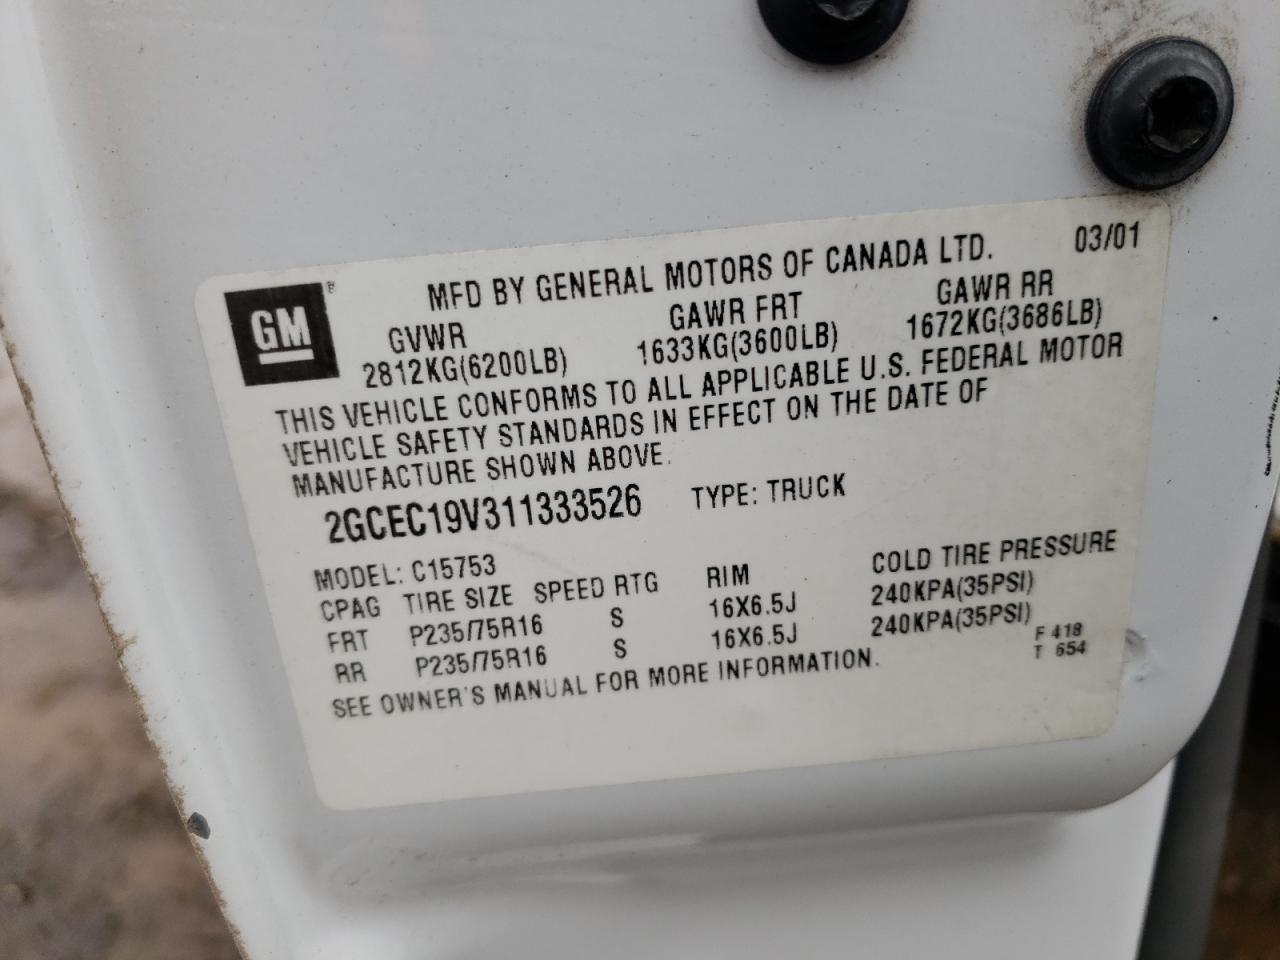 MFD BY GENERAL MOTORS OF CANADA LTD. 03/01
GM ®
GVWR GAWR FRT GAWR RR
2812KG(6200LB) 1633KG(3600LB) 1672KG(3686LB)
THIS VEHICLE CONFORMS TO ALL APPLICABLE U.S. FEDERAL MOTOR
VEHICLE SAFETY STANDARDS IN EFFECT ON THE DATE OF
MANUFACTURE SHOWN ABOVE.
2GCEC19V311333526 TYPE: TRUCK
MODEL: C15753
CPAG TIRE SIZE SPEED RTG RIM COLD TIRE PRESSURE
FRT P235/75R16 S 16X6.5J 240KPA(35PSI)
RR P235/75R16 S 16X6.5J 240KPA(35PSI)
SEE OWNER'S MANUAL FOR MORE INFORMATION.
F 418
T 654